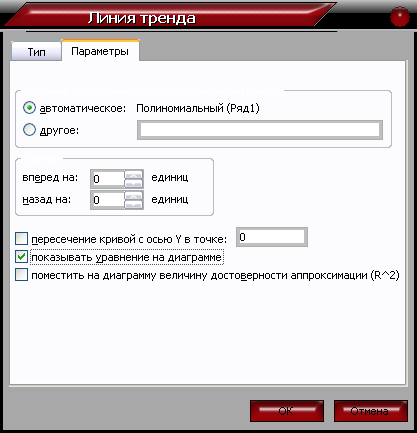 Линия тренда
Тип Параметры
автоматическое: Полиномиальный (Ряд1)
другое:
вперед на: 0 единиц
назад на: 0 единиц
пересечение кривой с осью Y в точке: 0
показывать уравнение на диаграмме
поместить на диаграмму величину достоверности аппроксимации (R^2)
OK Отмена